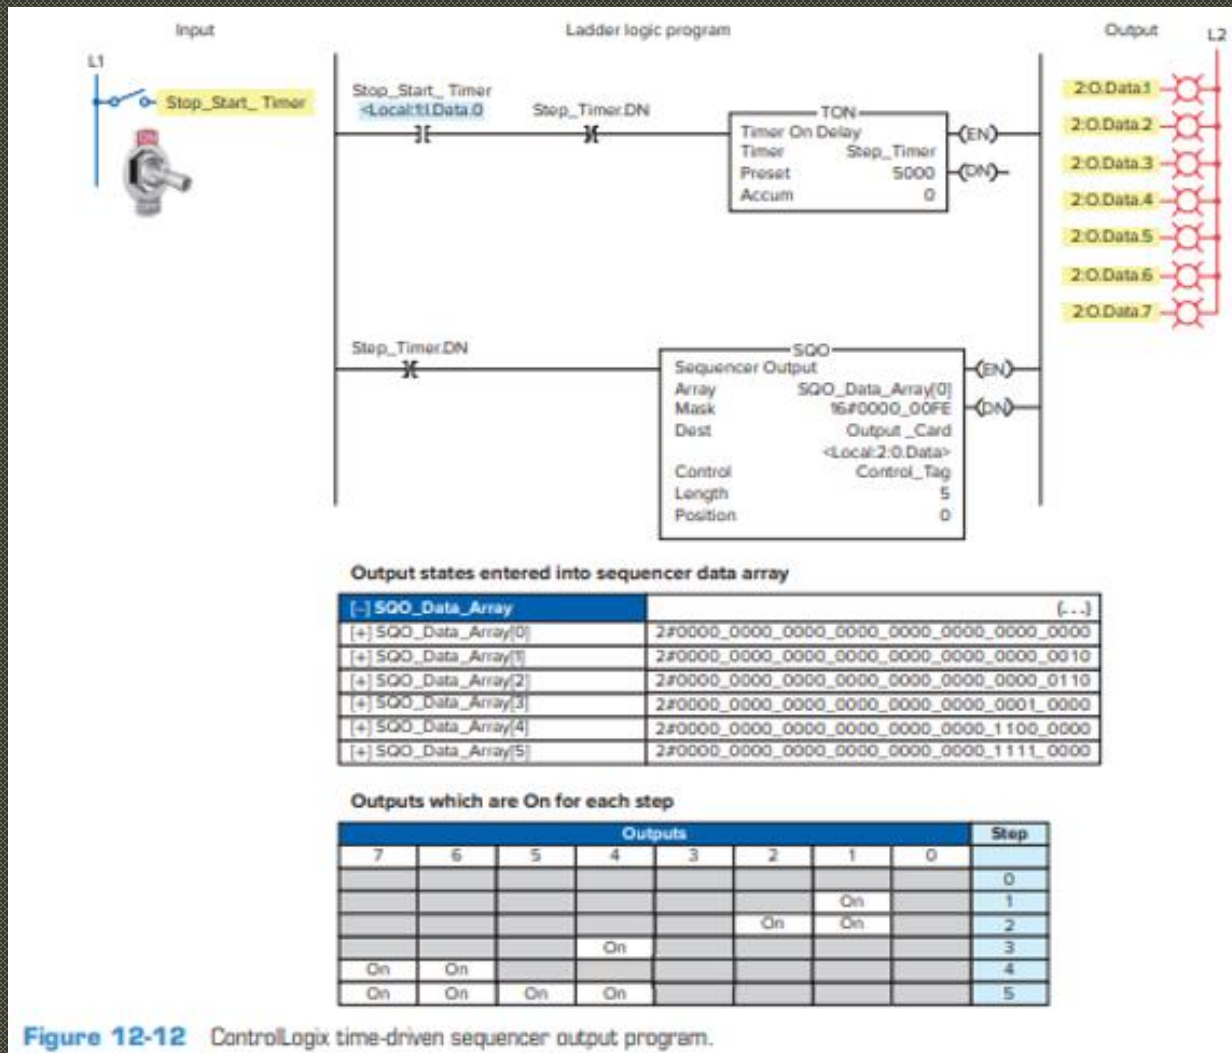 Input
Ladder logic program
Output
L2
L1
Stop_Start_ Timer
Stop_Start_ Timer
<Local:1:I.Data.0
Step_Timer.DN
TON
Timer On Delay
Timer Step_Timer
Preset 5000
Accum 0
(EN)
(DN)
2:O.Data.1
2:O.Data.2
2:O.Data.3
2:O.Data.4
2:O.Data.5
2:O.Data.6
2:O.Data.7
Step_Timer.DN
SQO
Sequencer Output
Array SQO_Data_Array[0]
Mask 16#0000_00FE
Dest Output _Card
<Local:2:0.Data>
Control Control_Tag
Length 5
Position 0
(EN)
(DN)
Output states entered into sequencer data array
[-] SQO_Data_Array (...)
[+] SQO_Data_Array[0] 2#0000_0000_0000_0000_0000_0000_0000_0000
[+] SQO_Data_Array[1] 2#0000_0000_0000_0000_0000_0000_0000_0010
[+] SQO_Data_Array[2] 2#0000_0000_0000_0000_0000_0000_0000_0110
[+] SQO_Data_Array[3] 2#0000_0000_0000_0000_0000_0000_0001_0000
[+] SQO_Data_Array[4] 2#0000_0000_0000_0000_0000_0000_1100_0000
[+] SQO_Data_Array[5] 2#0000_0000_0000_0000_0000_0000_1111_0000
Outputs which are On for each step
Outputs Step
7 6 5 4 3 2 1 0
0
On 1
On On 2
On 3
On On 4
On On On On 5
Figure 12-12 ControlLogix time-driven sequencer output program.